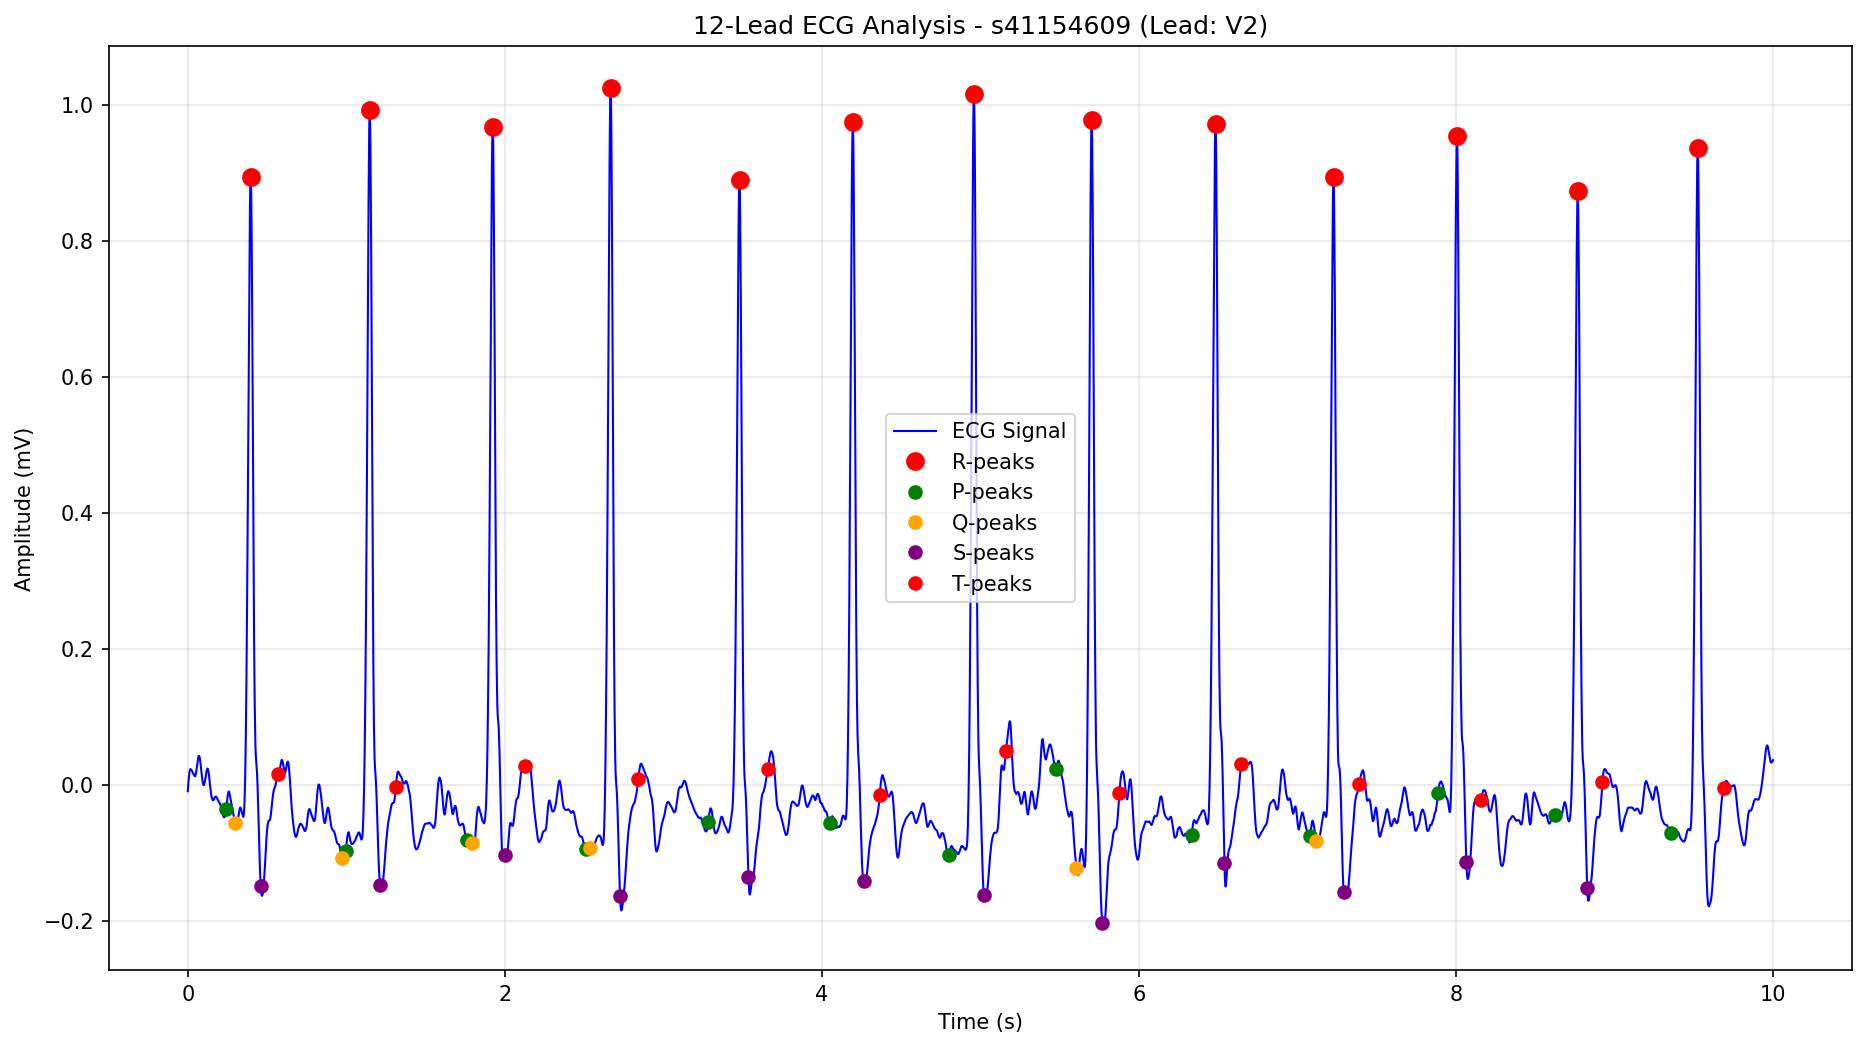 12-Lead ECG Analysis - s41154609 (Lead: V2)
1.0
0.8
0.6
0.4
0.2
0.0
−0.2
Amplitude (mV)
ECG Signal
R-peaks
P-peaks
Q-peaks
S-peaks
T-peaks
0 2 4 6 8 10
Time (s)